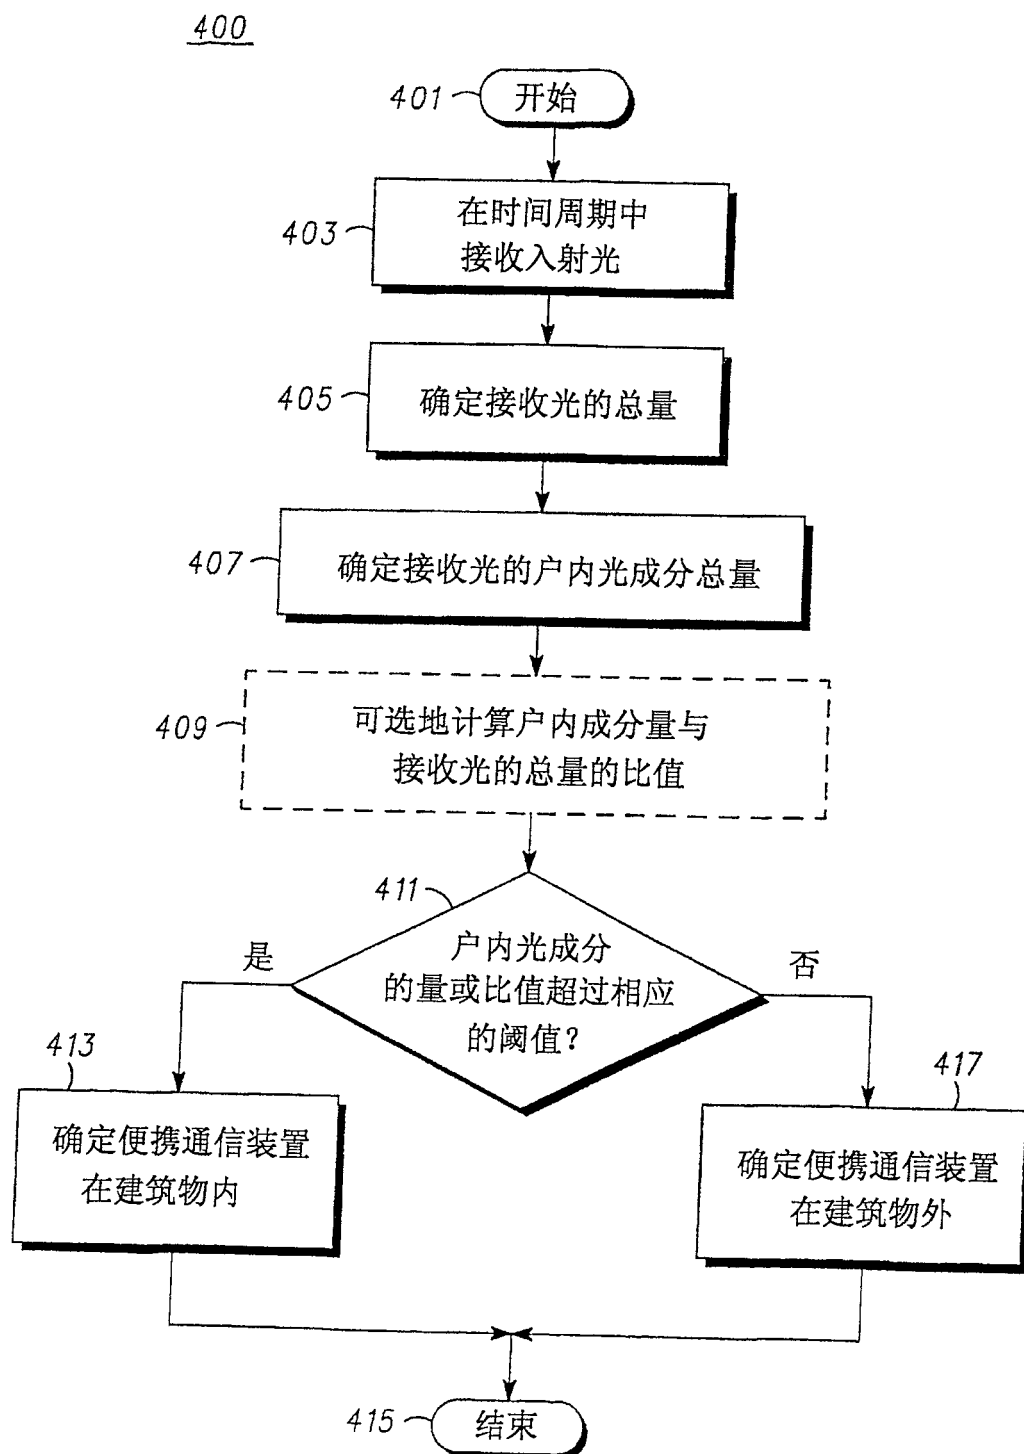 400
401
开始
403
在时间周期中
接收入射光
405
确定接收光的总量
407
确定接收光的户内光成分总量
409
可选地计算户内成分量与
接收光的总量的比值
411
户内光成分
的量或比值超过相应
的阈值?
是
否
413
确定便携通信装置
在建筑物内
417
确定便携通信装置
在建筑物外
415
结束